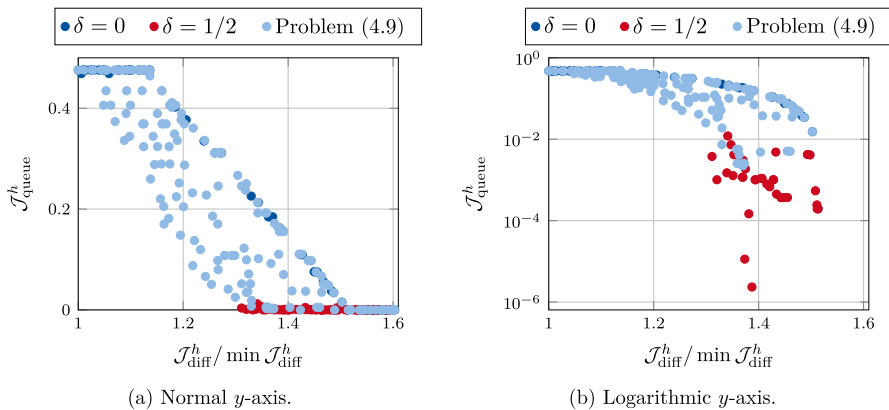 δ = 0 δ = 1/2 Problem (4.9)
0.4
0.2
0
1 1.2 1.4 1.6
𝒥^h_queue
𝒥^h_diff / min 𝒥^h_diff
(a) Normal y-axis.
δ = 0 δ = 1/2 Problem (4.9)
10^0
10^−2
10^−4
10^−6
1 1.2 1.4 1.6
𝒥^h_queue
𝒥^h_diff / min 𝒥^h_diff
(b) Logarithmic y-axis.